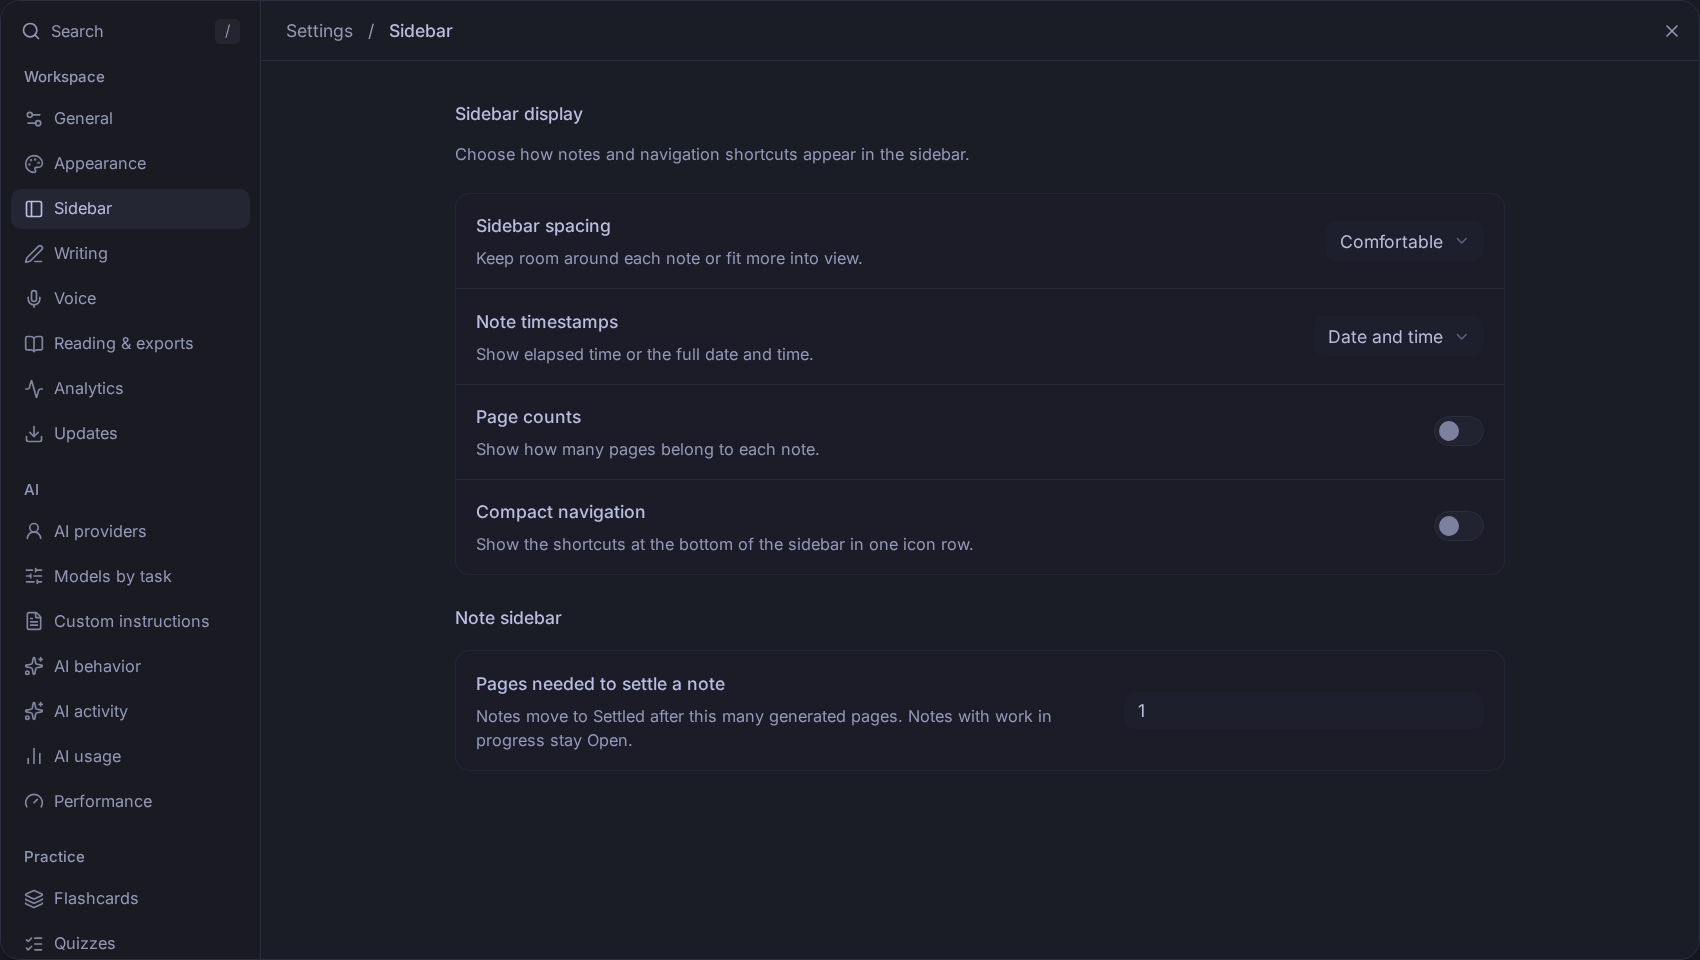 Search
/
Workspace
General
Appearance
Sidebar
Writing
Voice
Reading & exports
Analytics
Updates
AI
AI providers
Models by task
Custom instructions
AI behavior
AI activity
AI usage
Performance
Practice
Flashcards
Quizzes
Settings / Sidebar
Sidebar display
Choose how notes and navigation shortcuts appear in the sidebar.
Sidebar spacing
Keep room around each note or fit more into view.
Comfortable
Note timestamps
Show elapsed time or the full date and time.
Date and time
Page counts
Show how many pages belong to each note.
Compact navigation
Show the shortcuts at the bottom of the sidebar in one icon row.
Note sidebar
Pages needed to settle a note
Notes move to Settled after this many generated pages. Notes with work in
progress stay Open.
1